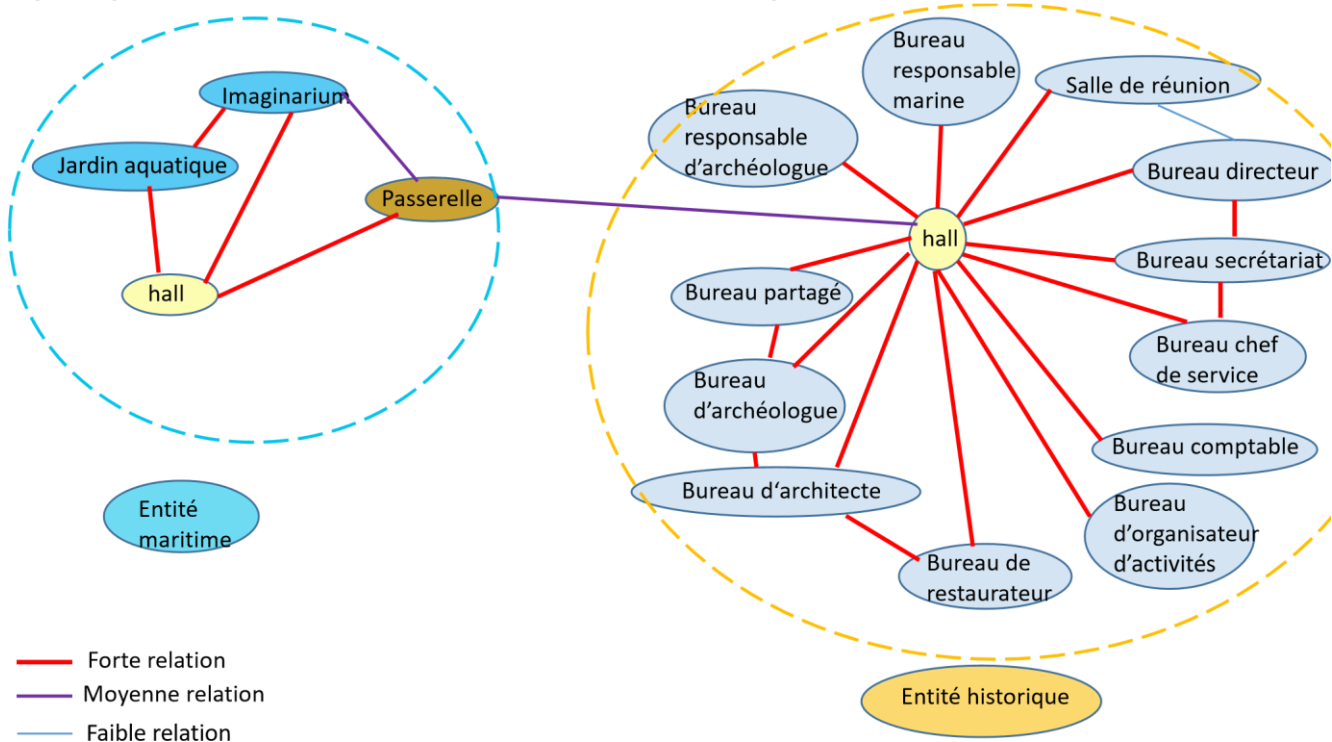 Imaginarium
Jardin aquatique
Passerelle
hall
Entité
maritime
Bureau
responsable
marine
Salle de réunion
Bureau
responsable
d'archéologue
Bureau directeur
hall
Bureau secrétariat
Bureau partagé
Bureau chef
de service
Bureau
d'archéologue
Bureau comptable
Bureau d'architecte
Bureau
d'organisateur
d'activités
Bureau de
restaurateur
Entité historique
Forte relation
Moyenne relation
Faible relation